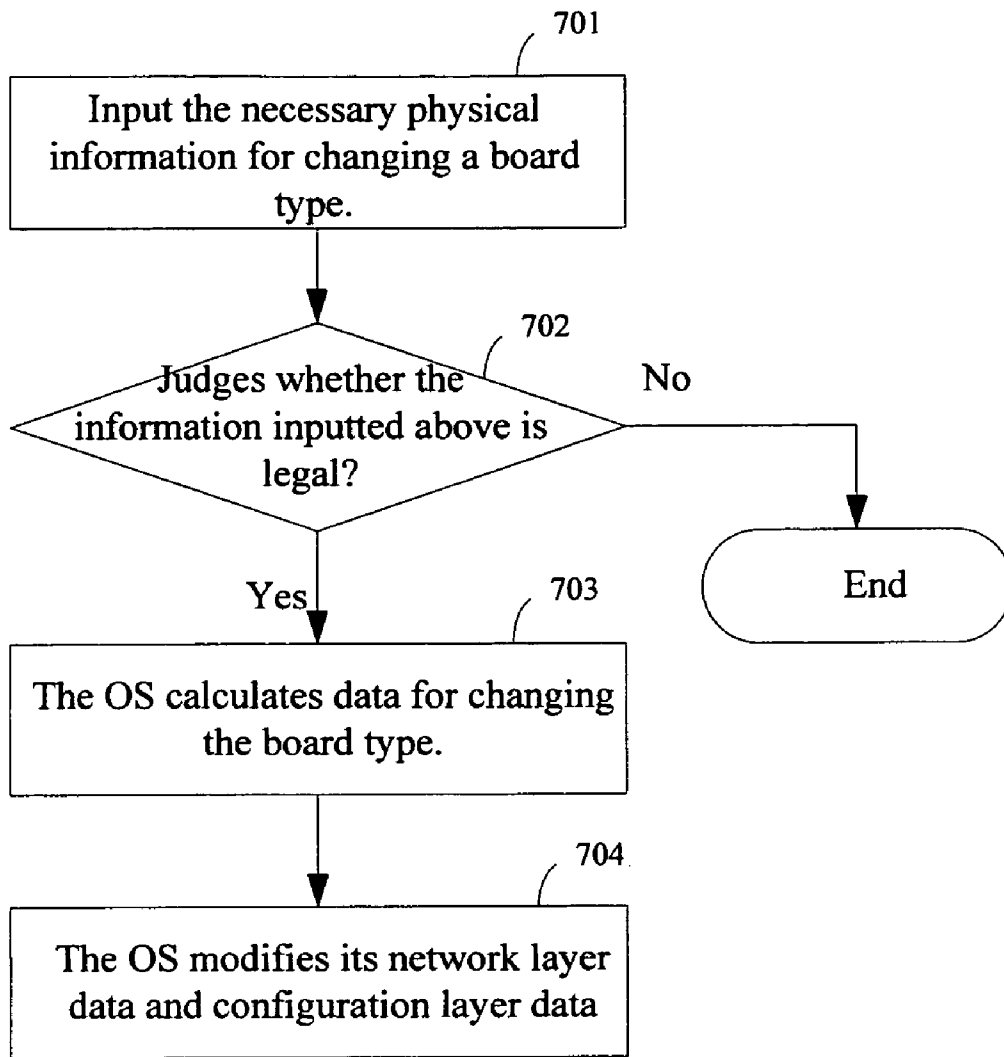 701
Input the necessary physical
information for changing a board
type.
702
Judges whether the
information inputted above is
legal?
No
End
Yes
703
The OS calculates data for changing
the board type.
704
The OS modifies its network layer
data and configuration layer data